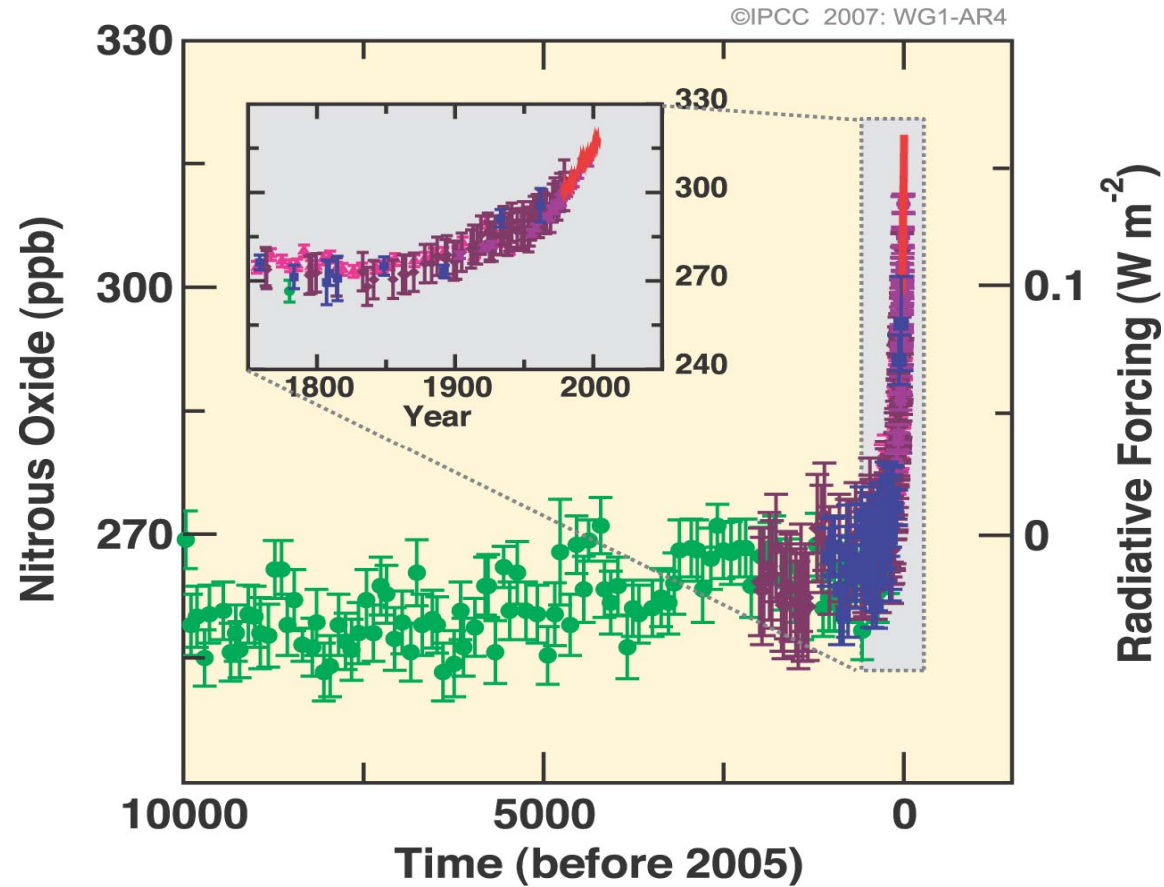 ©IPCC 2007: WG1-AR4
330
300
270
Nitrous Oxide (ppb)
330
300
270
240
1800 1900 2000
Year
0.1
0
Radiative Forcing (W m-2)
10000 5000 0
Time (before 2005)